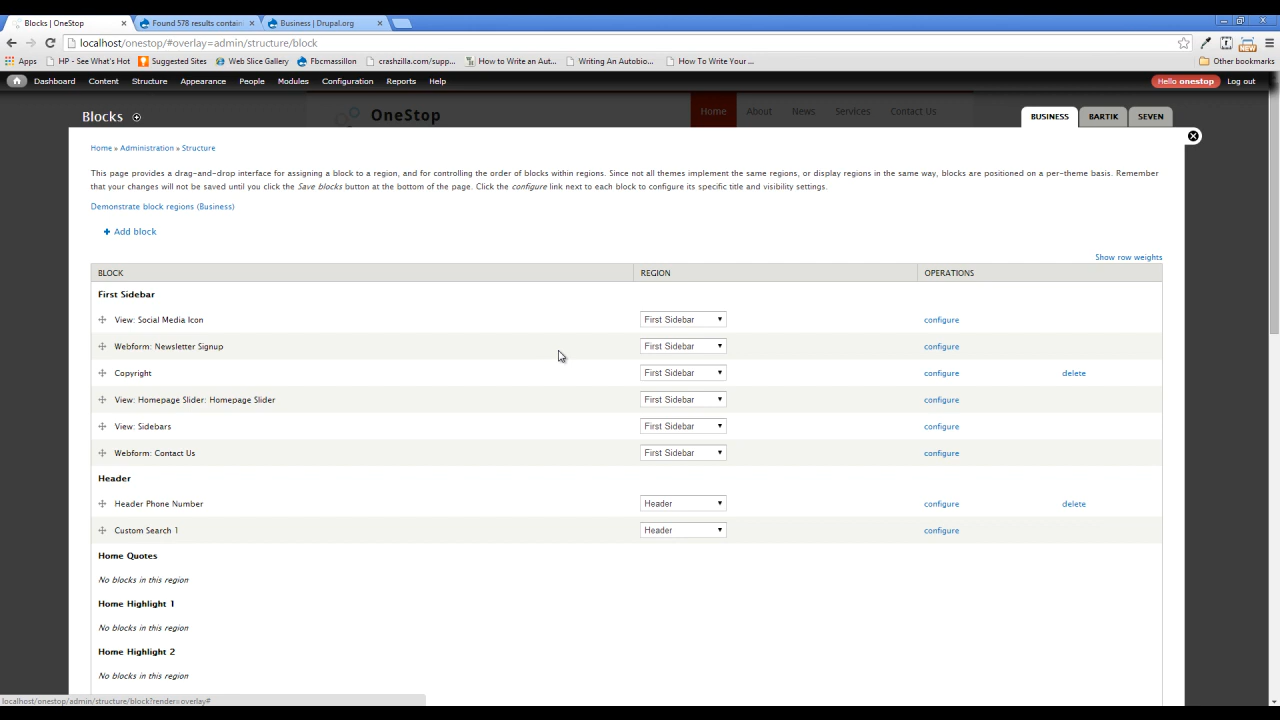 Blocks | OneStop
Found 578 results contain
Business | Drupal.org
localhost/onestop/#overlay=admin/structure/block
Apps HP - See What's Hot Suggested Sites Web Slice Gallery Fbcmassillon crashzilla.com/supp... How to Write an Aut... Writing An Autobio... How To Write Your ... Other bookmarks
NEW
Dashboard Content Structure Appearance People Modules Configuration Reports Help Hello onestop Log out
OneStop Home About News Services Contact Us
Blocks BUSINESS BARTIK SEVEN
Home » Administration » Structure
This page provides a drag-and-drop interface for assigning a block to a region, and for controlling the order of blocks within regions. Since not all themes implement the same regions, or display regions in the same way, blocks are positioned on a per-theme basis. Remember
that your changes will not be saved until you click the Save blocks button at the bottom of the page. Click the configure link next to each block to configure its specific title and visibility settings.
Demonstrate block regions (Business)
+ Add block
Show row weights
BLOCK REGION OPERATIONS
First Sidebar
View: Social Media Icon First Sidebar configure
Webform: Newsletter Signup First Sidebar configure
Copyright First Sidebar configure delete
View: Homepage Slider: Homepage Slider First Sidebar configure
View: Sidebars First Sidebar configure
Webform: Contact Us First Sidebar configure
Header
Header Phone Number Header configure delete
Custom Search 1 Header configure
Home Quotes
No blocks in this region
Home Highlight 1
No blocks in this region
Home Highlight 2
No blocks in this region
localhost/onestop/admin/structure/block?render=overlay#